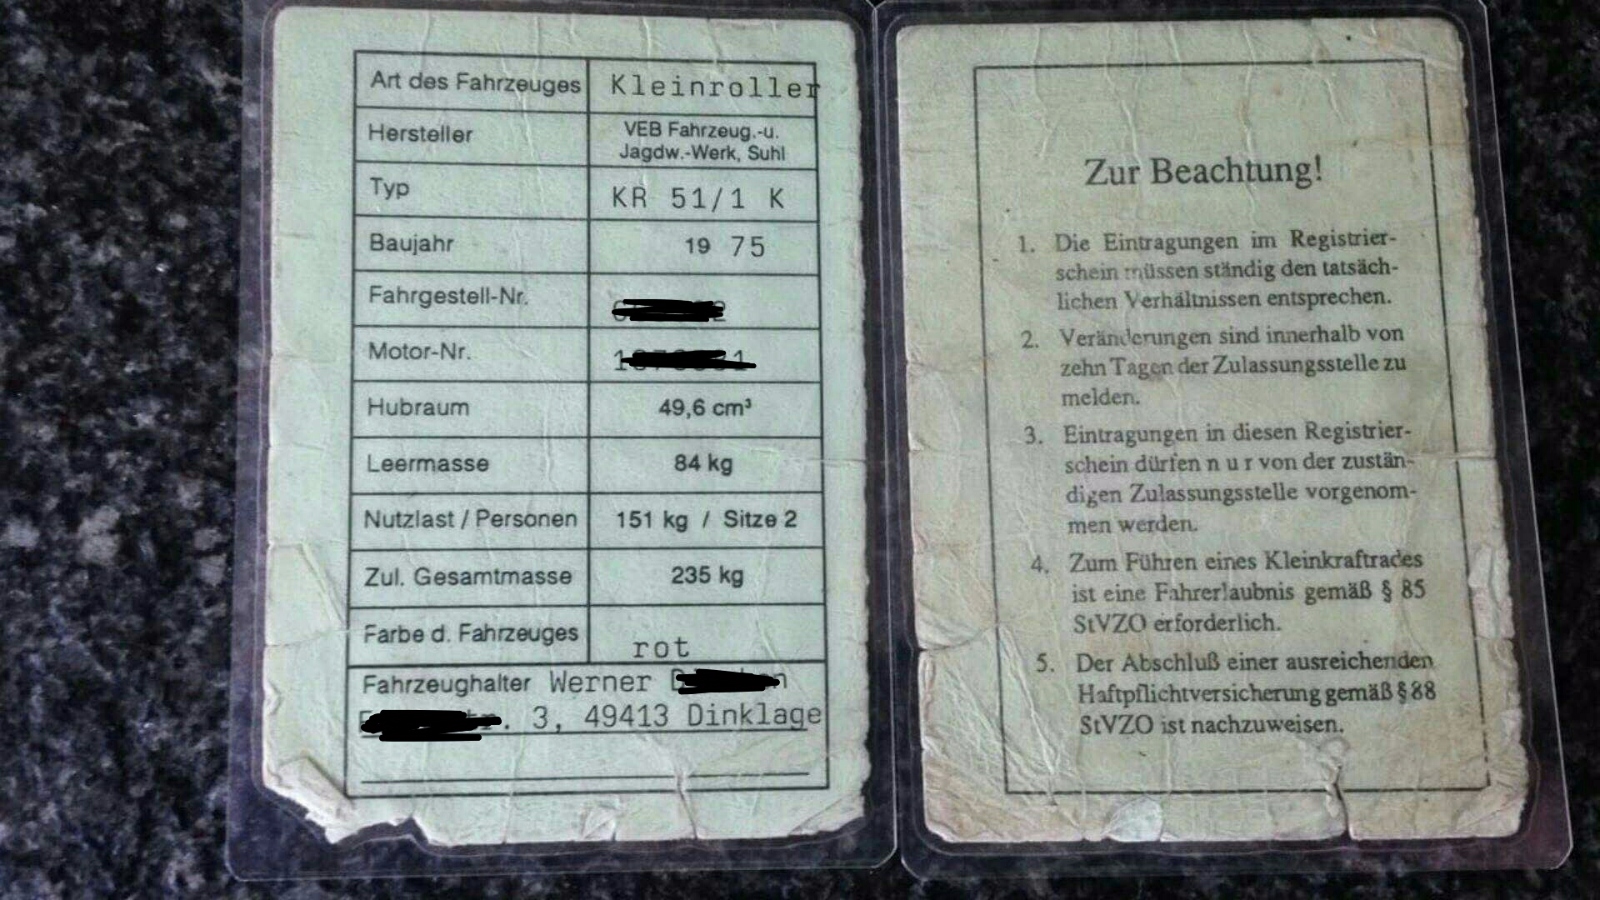 Art des Fahrzeuges Kleinroller
Hersteller VEB Fahrzeug.-u.
Jagdw.-Werk, Suhl
Typ KR 51/1 K
Baujahr 19 75
Fahrgestell-Nr.
Motor-Nr.
Hubraum 49,6 cm³
Leermasse 84 kg
Nutzlast / Personen 151 kg / Sitze 2
Zul. Gesamtmasse 235 kg
Farbe d. Fahrzeuges rot
Fahrzeughalter Werner
3, 49413 Dinklage
Zur Beachtung!
1. Die Eintragungen im Registrier-
schein müssen ständig den tatsäch-
lichen Verhältnissen entsprechen.
2. Veränderungen sind innerhalb von
zehn Tagen der Zulassungsstelle zu
melden.
3. Eintragungen in diesen Registrier-
schein dürfen n u r von der zustän-
digen Zulassungsstelle vorgenom-
men werden.
4. Zum Führen eines Kleinkraftrades
ist eine Fahrerlaubnis gemäß § 85
StVZO erforderlich.
5. Der Abschluß einer ausreichenden
Haftpflichtversicherung gemäß § 88
StVZO ist nachzuweisen.